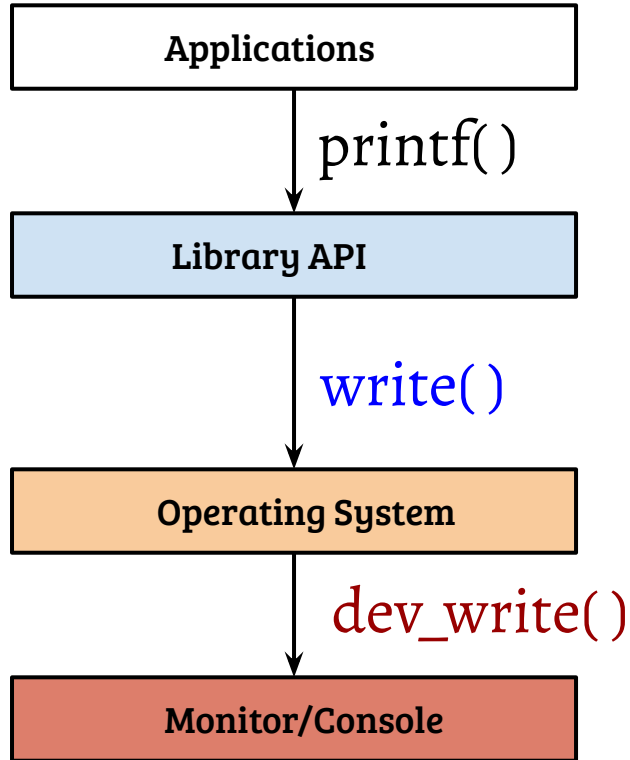 Applications
printf( )
Library API
write( )
Operating System
dev_write( )
Monitor/Console